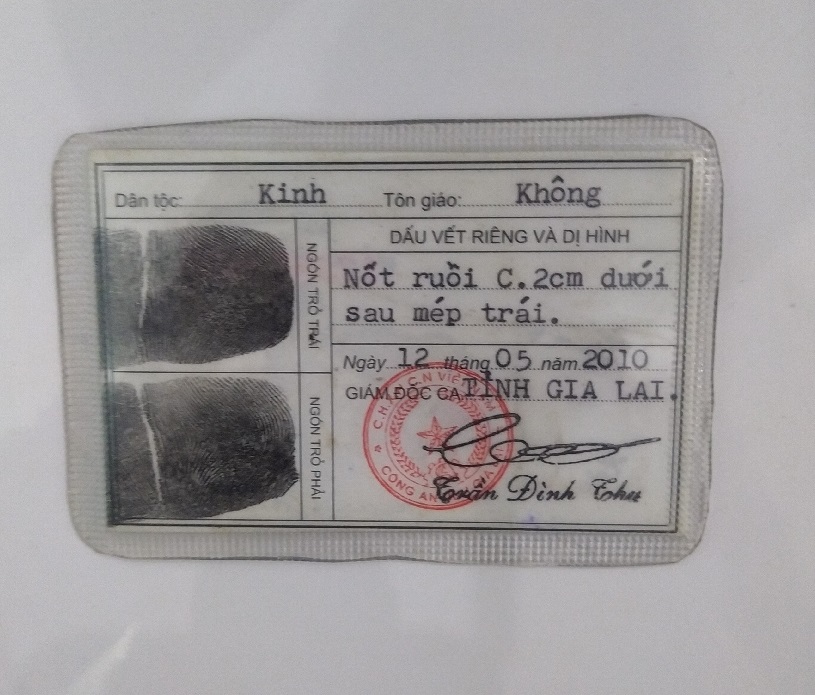 Dân tộc: Kinh Tôn giáo: Không
NGÓN TRỎ TRÁI
NGÓN TRỎ PHẢI
DẤU VẾT RIÊNG VÀ DỊ HÌNH
Nốt ruồi C.2cm dưới
sau mép trái.
Ngày 12 tháng 05 năm 2010
GIÁM ĐỐC CA TỈNH GIA LAI.
CÔNG AN
Trần Đình Thu